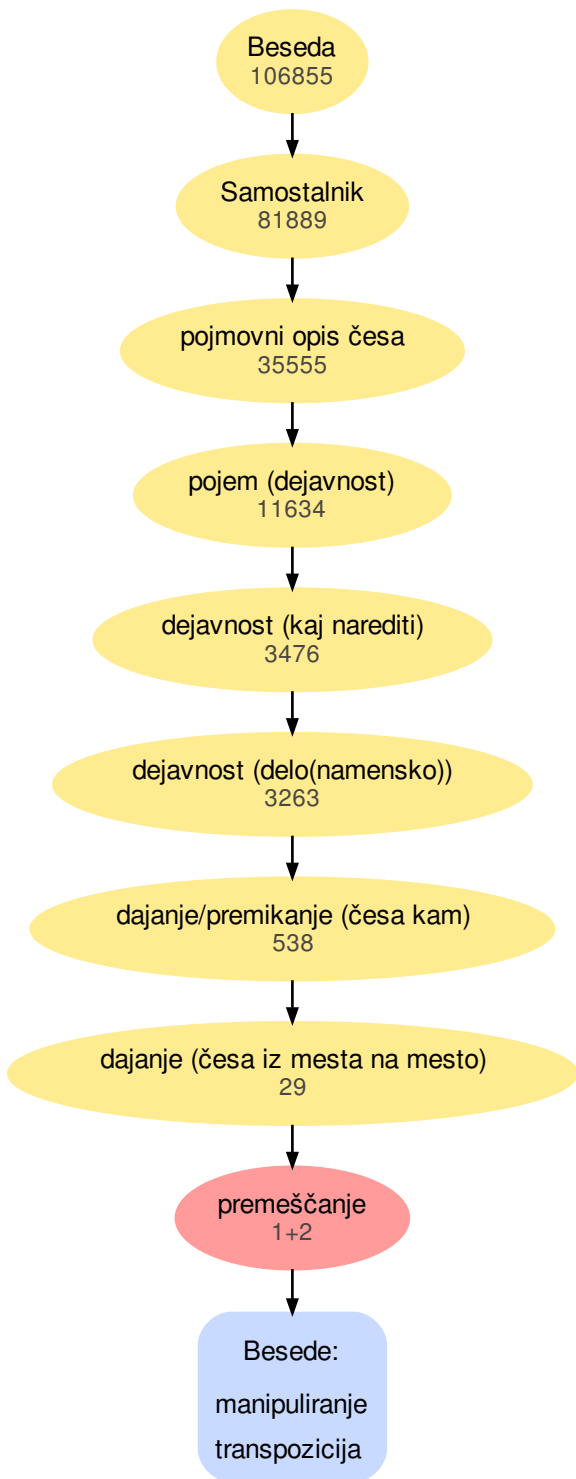 Beseda
106855
Samostalnik
81889
pojmovni opis česa
35555
pojem (dejavnost)
11634
dejavnost (kaj narediti)
3476
dejavnost (delo(namensko))
3263
dajanje/premikanje (česa kam)
538
dajanje (česa iz mesta na mesto)
29
premeščanje
1+2
Besede:
manipuliranje
transpozicija